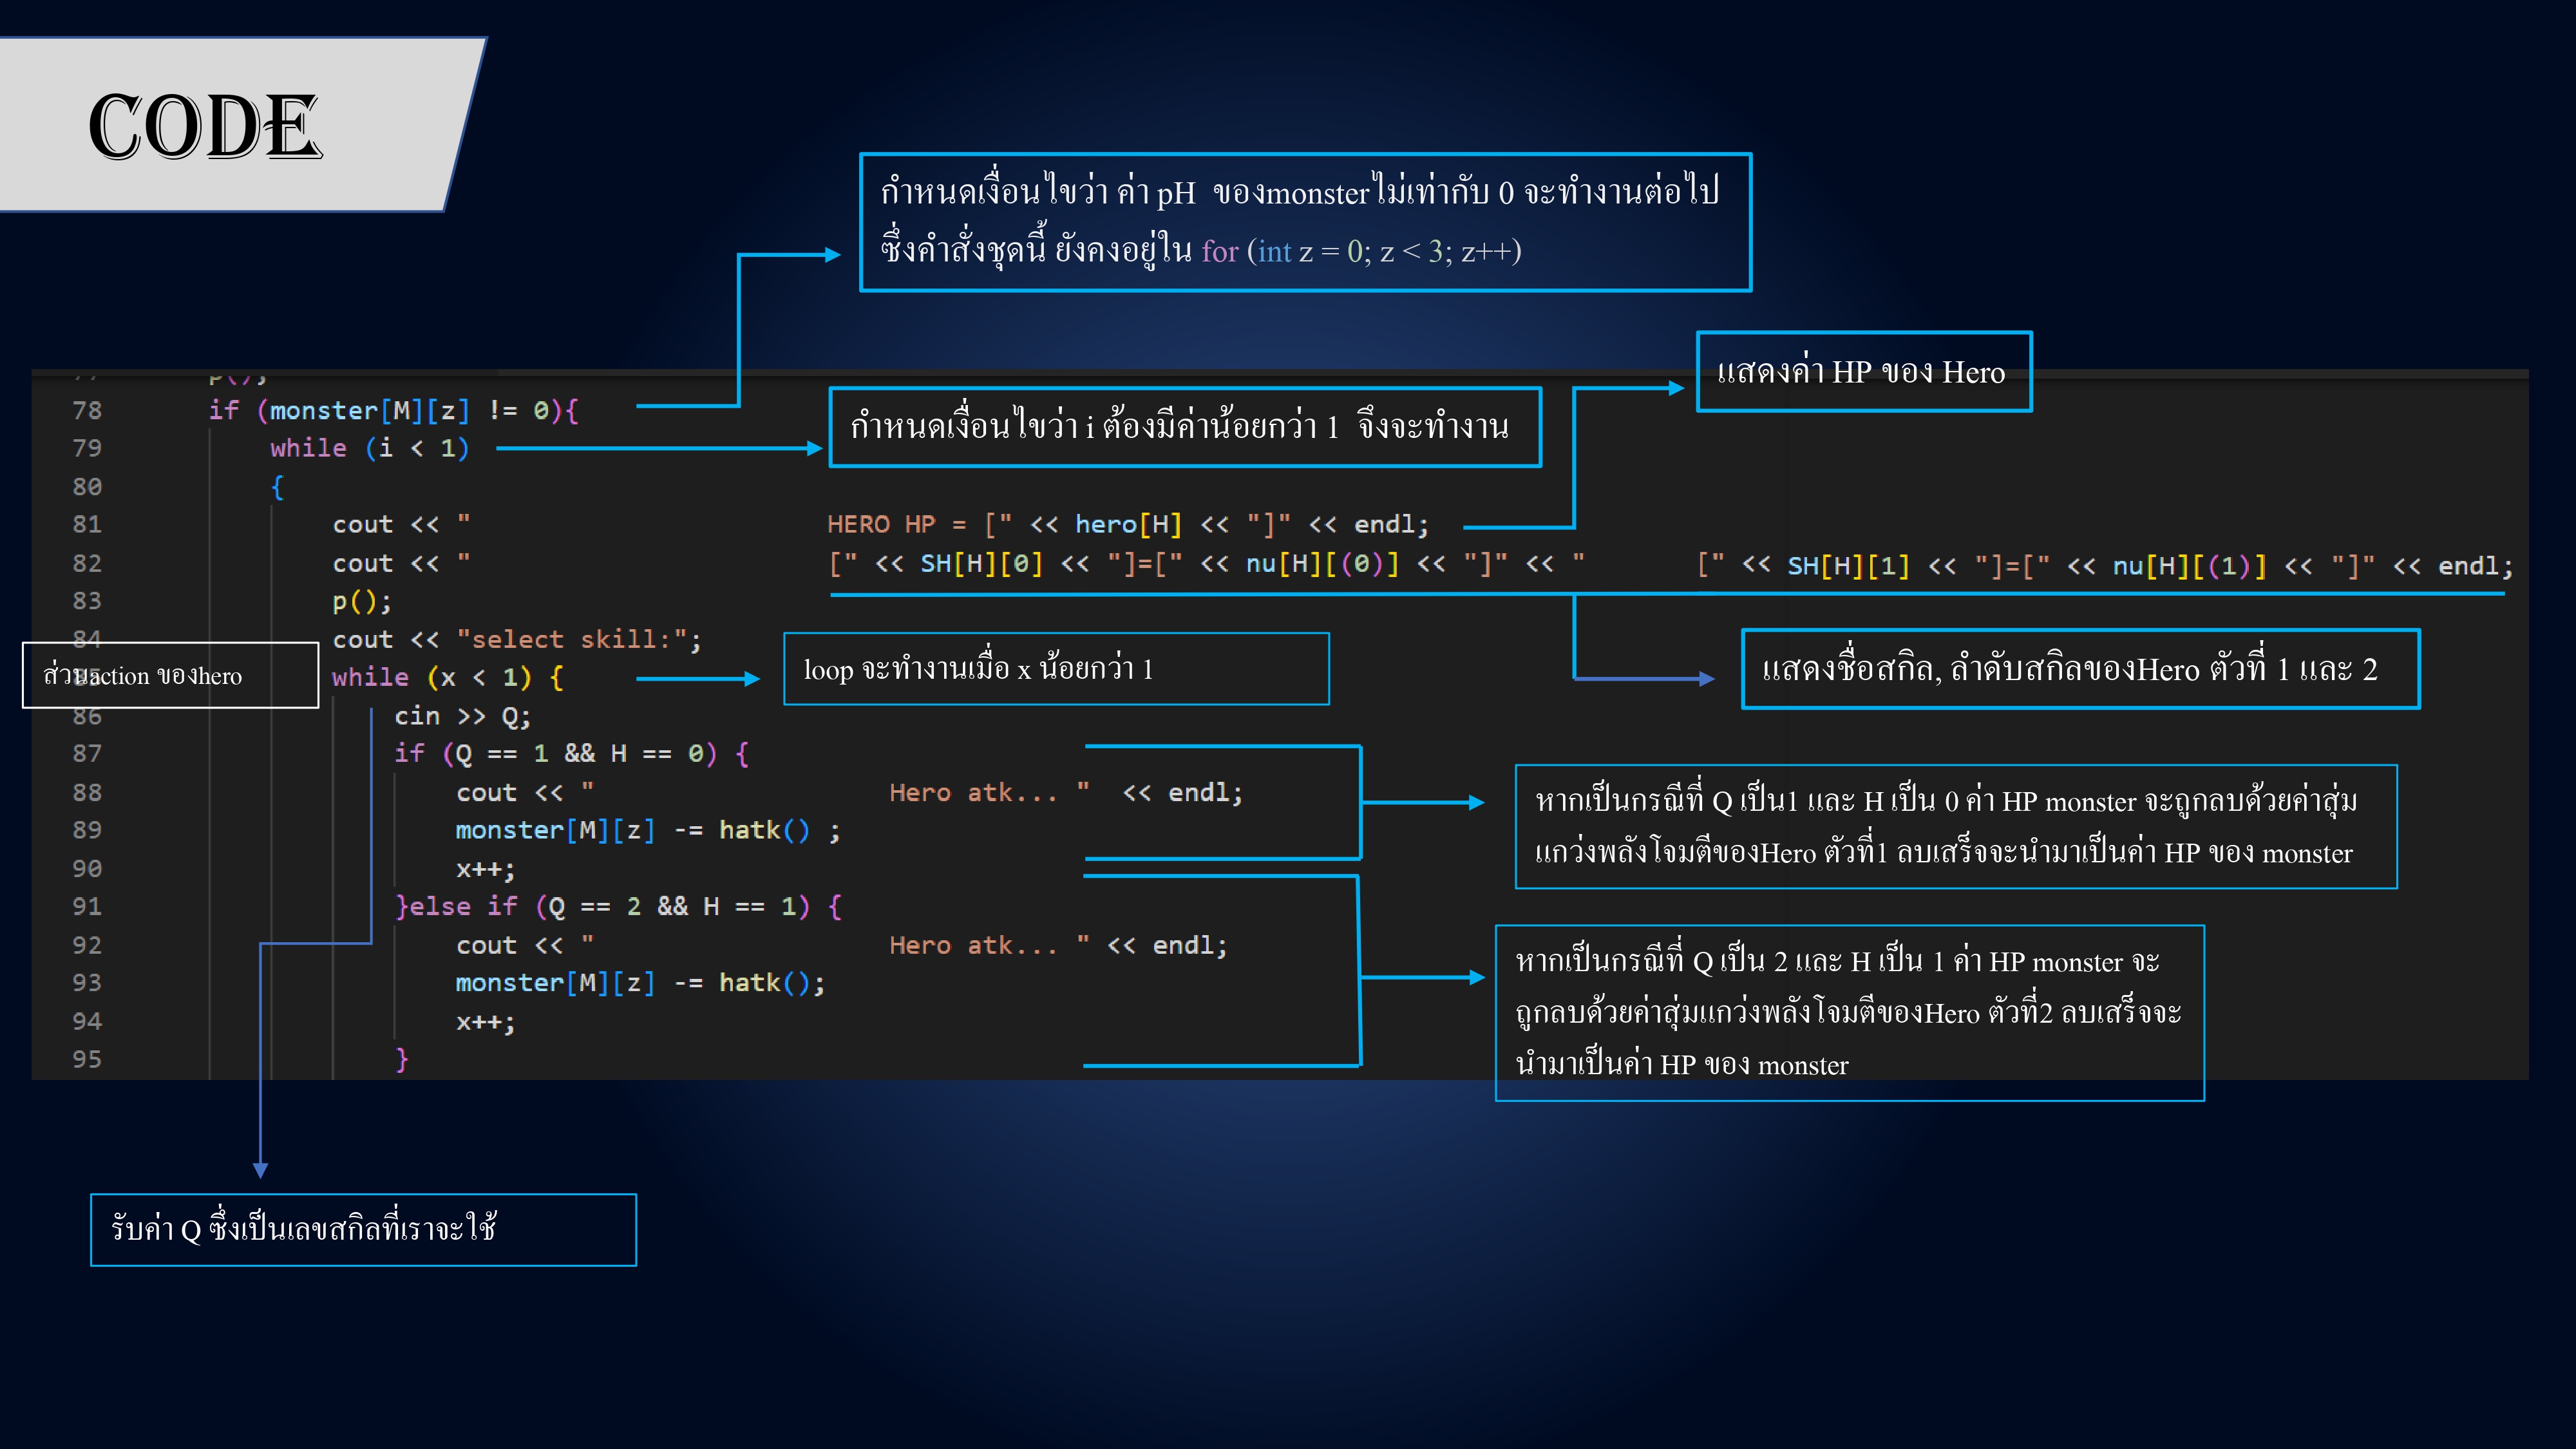 CODE
กำหนดเงื่อนไขว่า ค่า pH ของmonsterไม่เท่ากับ 0 จะทำงานต่อไป
ซึ่งคำสั่งชุดนี้ ยังคงอยู่ใน for (int z = 0; z < 3; z++)
แสดงค่า HP ของ Hero
กำหนดเงื่อนไขว่า i ต้องมีค่าน้อยกว่า 1 จึงจะทำงาน
77 p();
78 if (monster[M][z] != 0){
79 while (i < 1)
80 {
81 cout << " HERO HP = [" << hero[H] << "]" << endl;
82 cout << " [" << SH[H][0] << "]=[" << nu[H][(0)] << "]" << " " [" << SH[H][1] << "]=[" << nu[H][(1)] << "]" << endl;
83 p();
84 cout << "select skill:";
85 while (x < 1) {
86 cin >> Q;
87 if (Q == 1 && H == 0) {
88 cout << " Hero atk... " << endl;
89 monster[M][z] -= hatk() ;
90 x++;
91 }else if (Q == 2 && H == 1) {
92 cout << " Hero atk... " << endl;
93 monster[M][z] -= hatk();
94 x++;
95 }
ส่วนaction ของhero
loop จะทำงานเมื่อ x น้อยกว่า 1
แสดงชื่อสกิล, ลำดับสกิลของHero ตัวที่ 1 และ 2
หากเป็นกรณีที่ Q เป็น1 และ H เป็น 0 ค่า HP monster จะถูกลบด้วยค่าสุ่ม
แกว่งพลังโจมตีของHero ตัวที่1 ลบเสร็จจะนำมาเป็นค่า HP ของ monster
หากเป็นกรณีที่ Q เป็น 2 และ H เป็น 1 ค่า HP monster จะ
ถูกลบด้วยค่าสุ่มแกว่งพลังโจมตีของHero ตัวที่2 ลบเสร็จจะ
นำมาเป็นค่า HP ของ monster
รับค่า Q ซึ่งเป็นเลขสกิลที่เราจะใช้